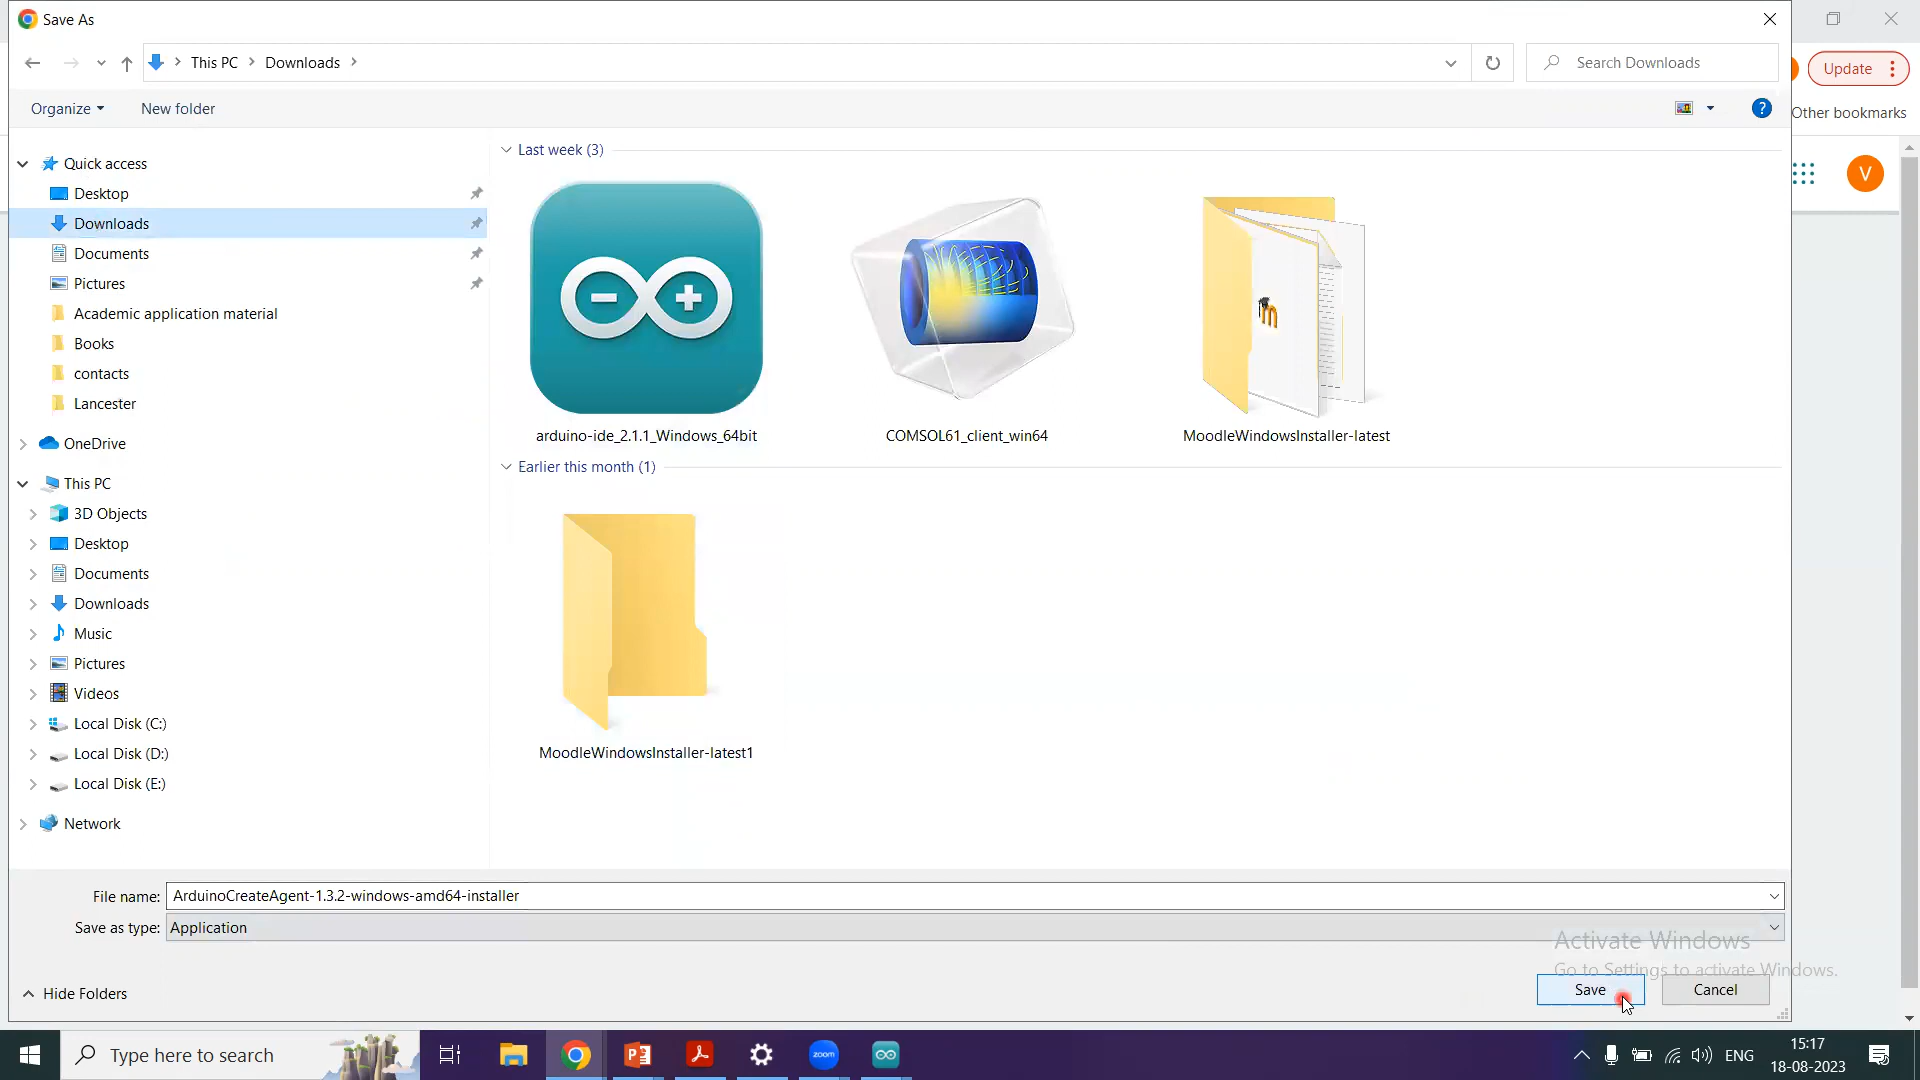 Save As
This PC
Downloads
Search Downloads
Update
Organize
New folder
Other bookmarks
Quick access
Desktop
Downloads
Documents
Pictures
Academic application material
Books
contacts
Lancester
OneDrive
This PC
3D Objects
Desktop
Documents
Downloads
Music
Pictures
Videos
Local Disk (C:)
Local Disk (D:)
Local Disk (E:)
Network
Last week (3)
arduino-ide_2.1.1_Windows_64bit
COMSOL61_client_win64
MoodleWindowsInstaller-latest
Earlier this month (1)
MoodleWindowsInstaller-latest1
V
File name: ArduinoCreateAgent-1.3.2-windows-amd64-installer
Save as type: Application
Activate Windows
Go to Settings to activate Windows.
Hide Folders
Save
Cancel
Type here to search
zoom
ENG
15:17
18-08-2023